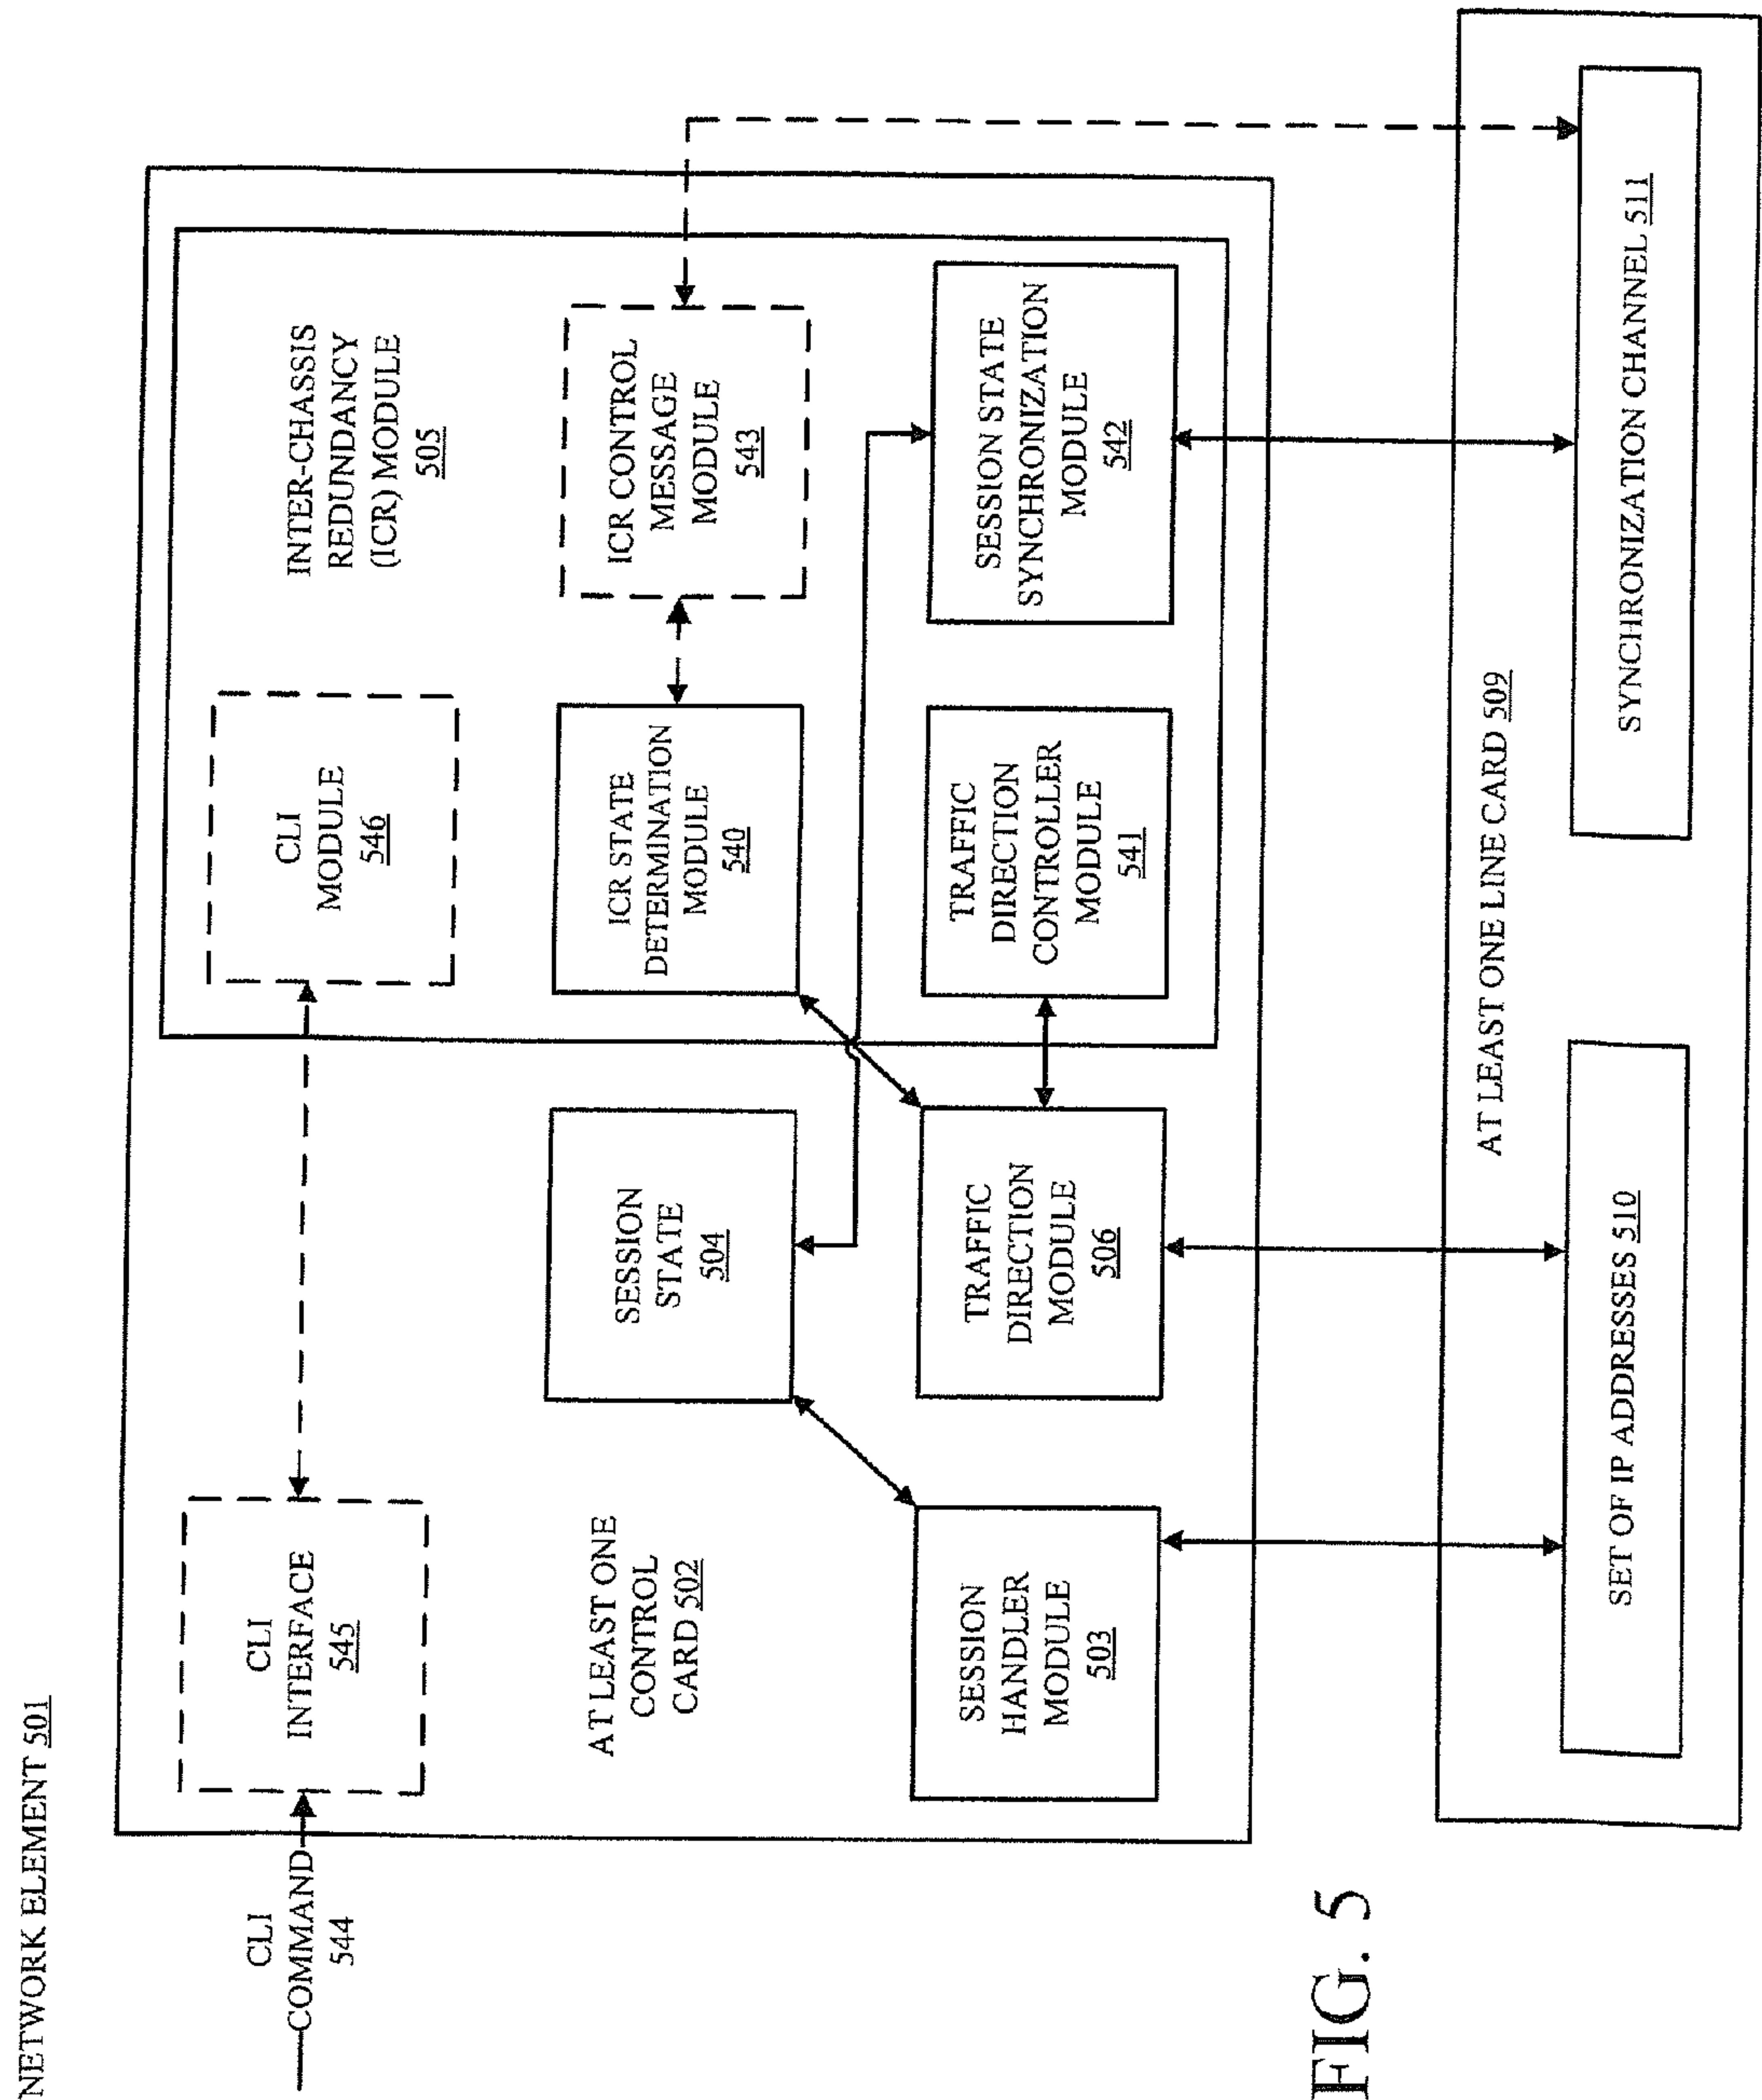 NETWORK ELEMENT 501
CLI
COMMAND
544
CLI
INTERFACE
545
CLI
MODULE
546
INTER-CHASSIS
REDUNDANCY
(ICR) MODULE
505
AT LEAST ONE
CONTROL
CARD 502
SESSION
STATE
504
ICR STATE
DETERMINATION
MODULE
540
ICR CONTROL
MESSAGE
MODULE
543
SESSION
HANDLER
MODULE
503
TRAFFIC
DIRECTION
MODULE
506
TRAFFIC
DIRECTION
CONTROLLER
MODULE
541
SESSION STATE
SYNCHRONIZATION
MODULE
542
AT LEAST ONE LINE CARD 509
SET OF IP ADDRESSES 510
SYNCHRONIZATION CHANNEL 511
FIG. 5